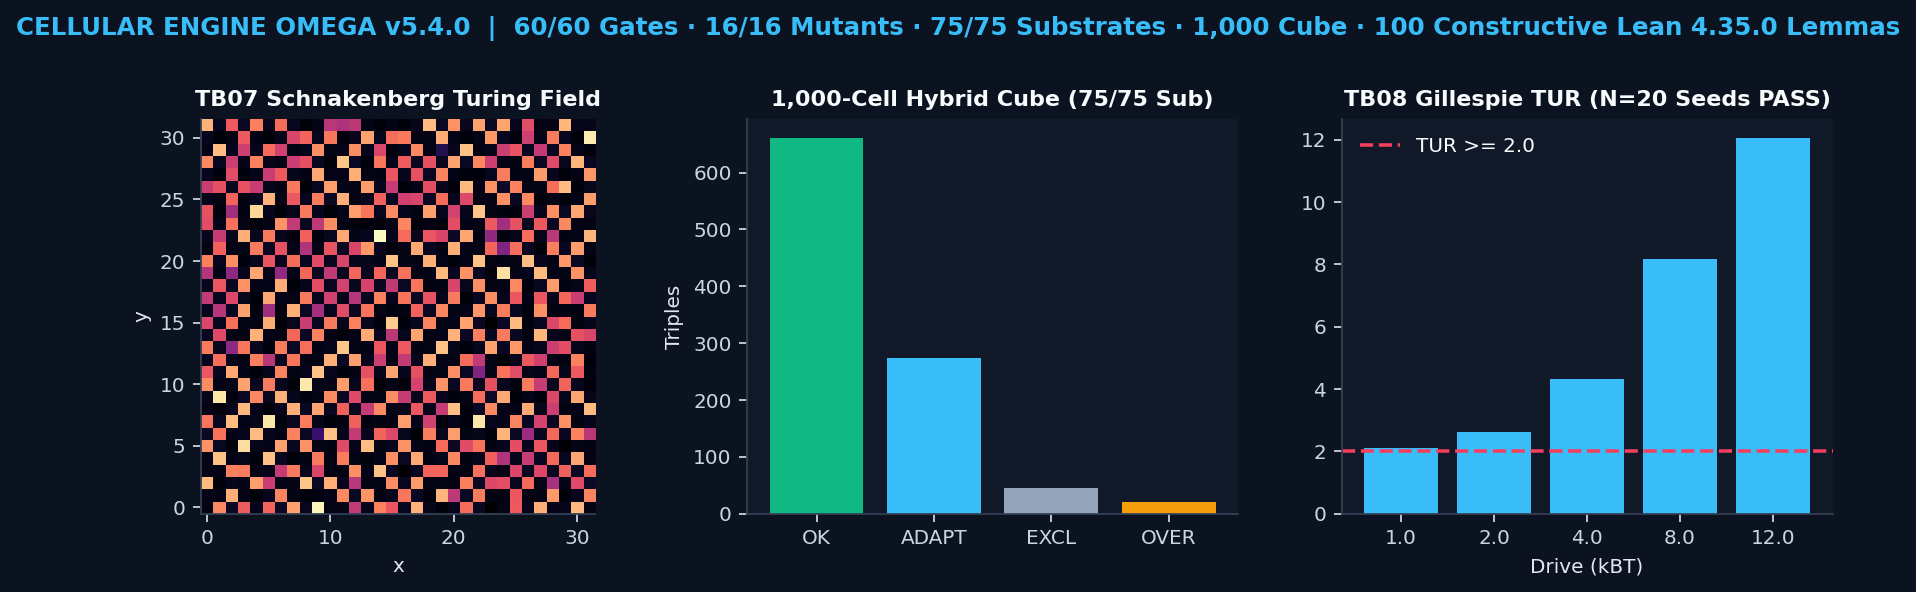 CELLULAR ENGINE OMEGA v5.4.0 | 60/60 Gates · 16/16 Mutants · 75/75 Substrates · 1,000 Cube · 100 Constructive Lean 4.35.0 Lemmas
TB07 Schnakenberg Turing Field
30
25
20
15
10
5
0
y
0 10 20 30
x
1,000-Cell Hybrid Cube (75/75 Sub)
600
500
400
300
200
100
0
Triples
OK ADAPT EXCL OVER
TB08 Gillespie TUR (N=20 Seeds PASS)
TUR >= 2.0
12
10
8
6
4
2
0
1.0 2.0 4.0 8.0 12.0
Drive (kBT)